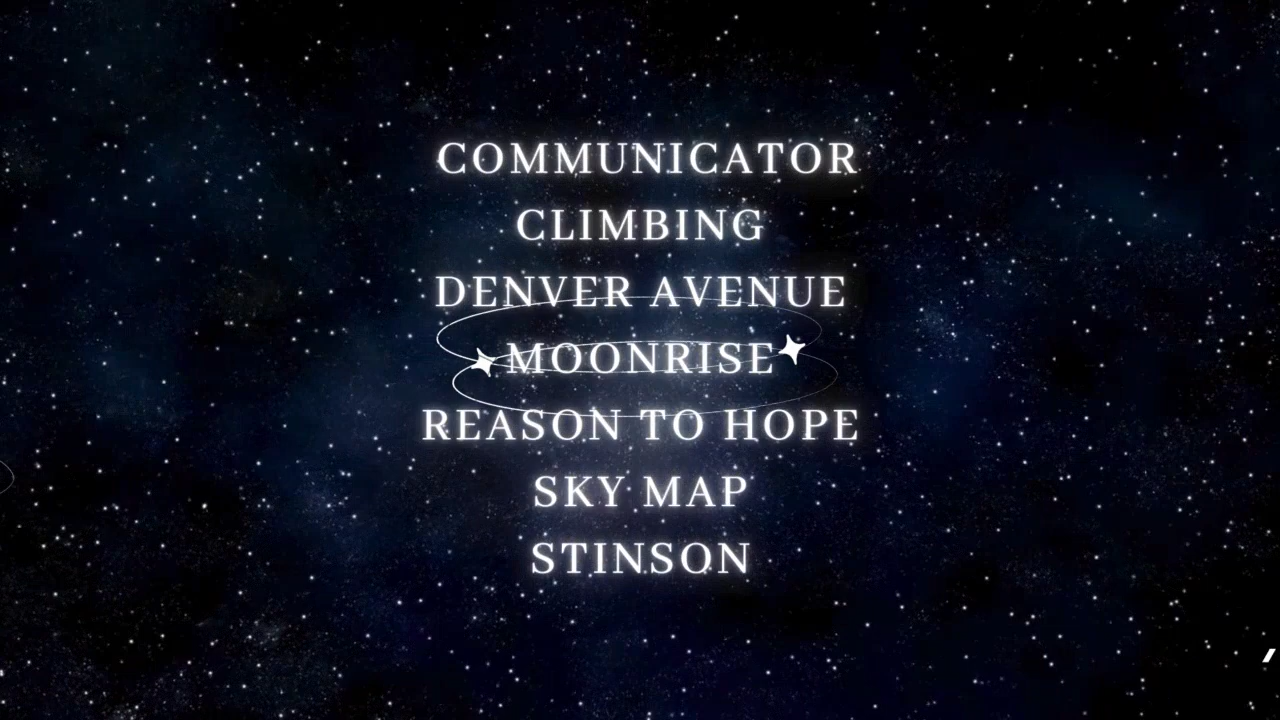 COMMUNICATOR
CLIMBING
DENVER AVENUE
MOONRISE
REASON TO HOPE
SKY MAP
STINSON